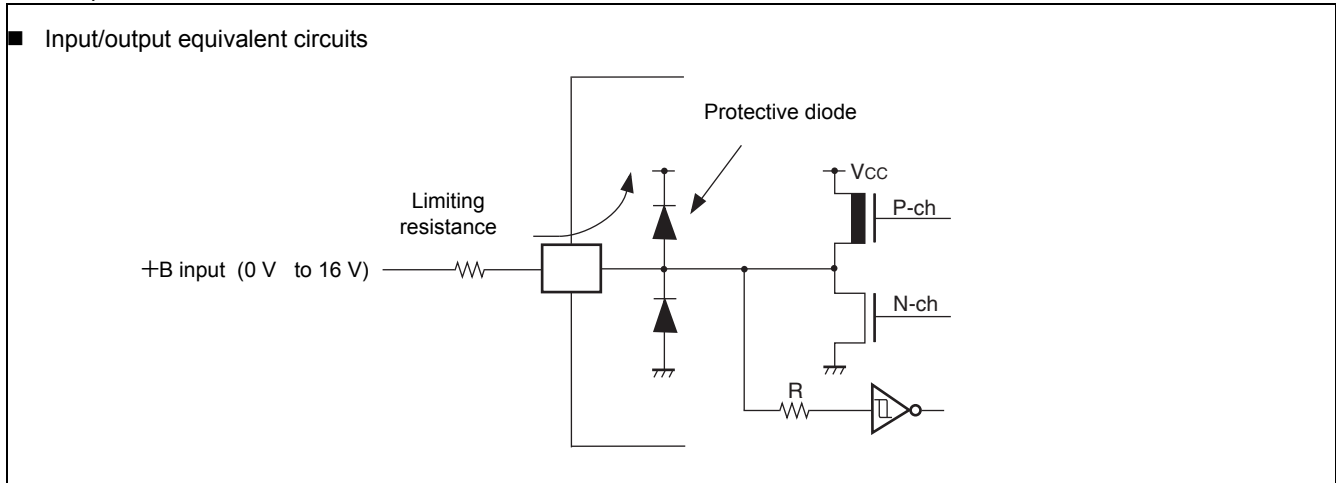 ■ Input/output equivalent circuits
Protective diode
Limiting
resistance
VCC
P-ch
+B input (0 V to 16 V)
N-ch
R